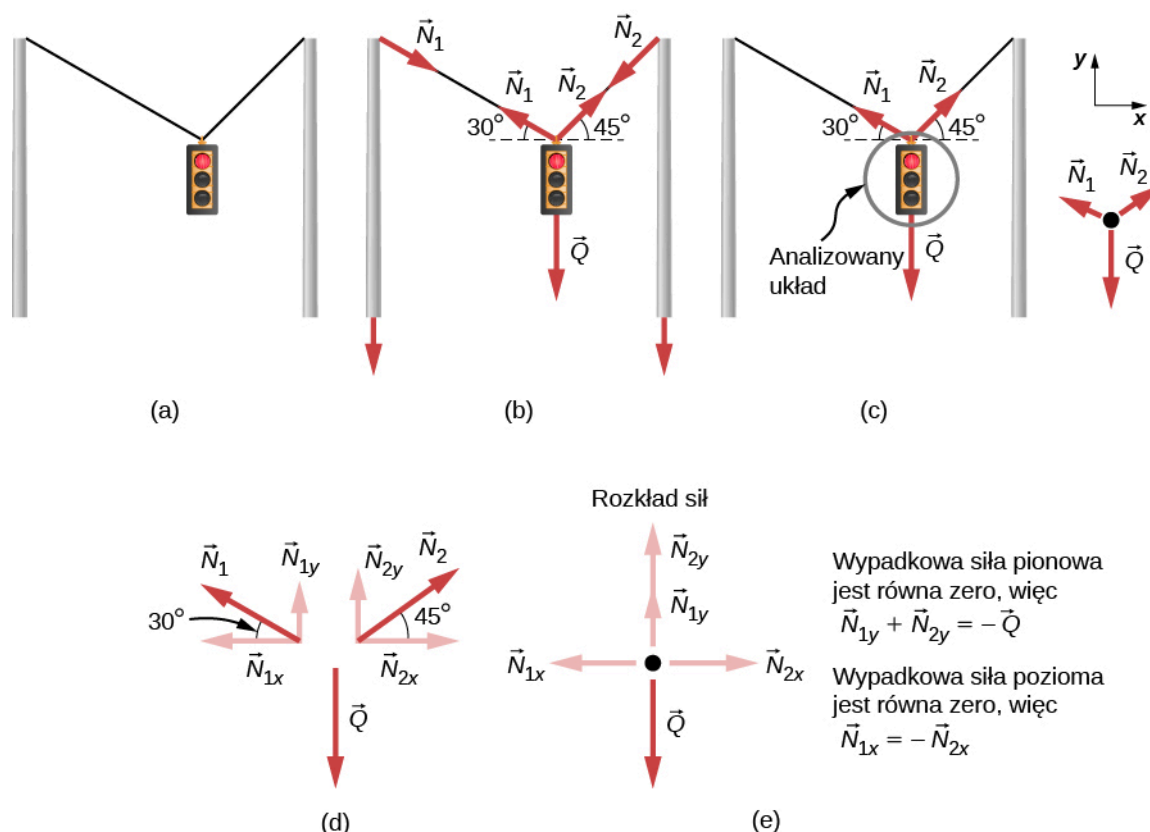 (a)
N⃗₁
N⃗₂
N⃗₁
N⃗₂
30°
45°
Q⃗
(b)
N⃗₁
N⃗₂
30°
45°
Q⃗
Analizowany
układ
(c)
y
x
N⃗₁
N⃗₂
Q⃗
N⃗₁
N⃗₁y
N⃗₂y
N⃗₂
30°
45°
N⃗₁x
N⃗₂x
Q⃗
(d)
Rozkład sił
N⃗₂y
N⃗₁y
N⃗₁x
N⃗₂x
Q⃗
(e)
Wypadkowa siła pionowa
jest równa zero, więc
N⃗₁y + N⃗₂y = −Q⃗
Wypadkowa siła pozioma
jest równa zero, więc
N⃗₁x = −N⃗₂x